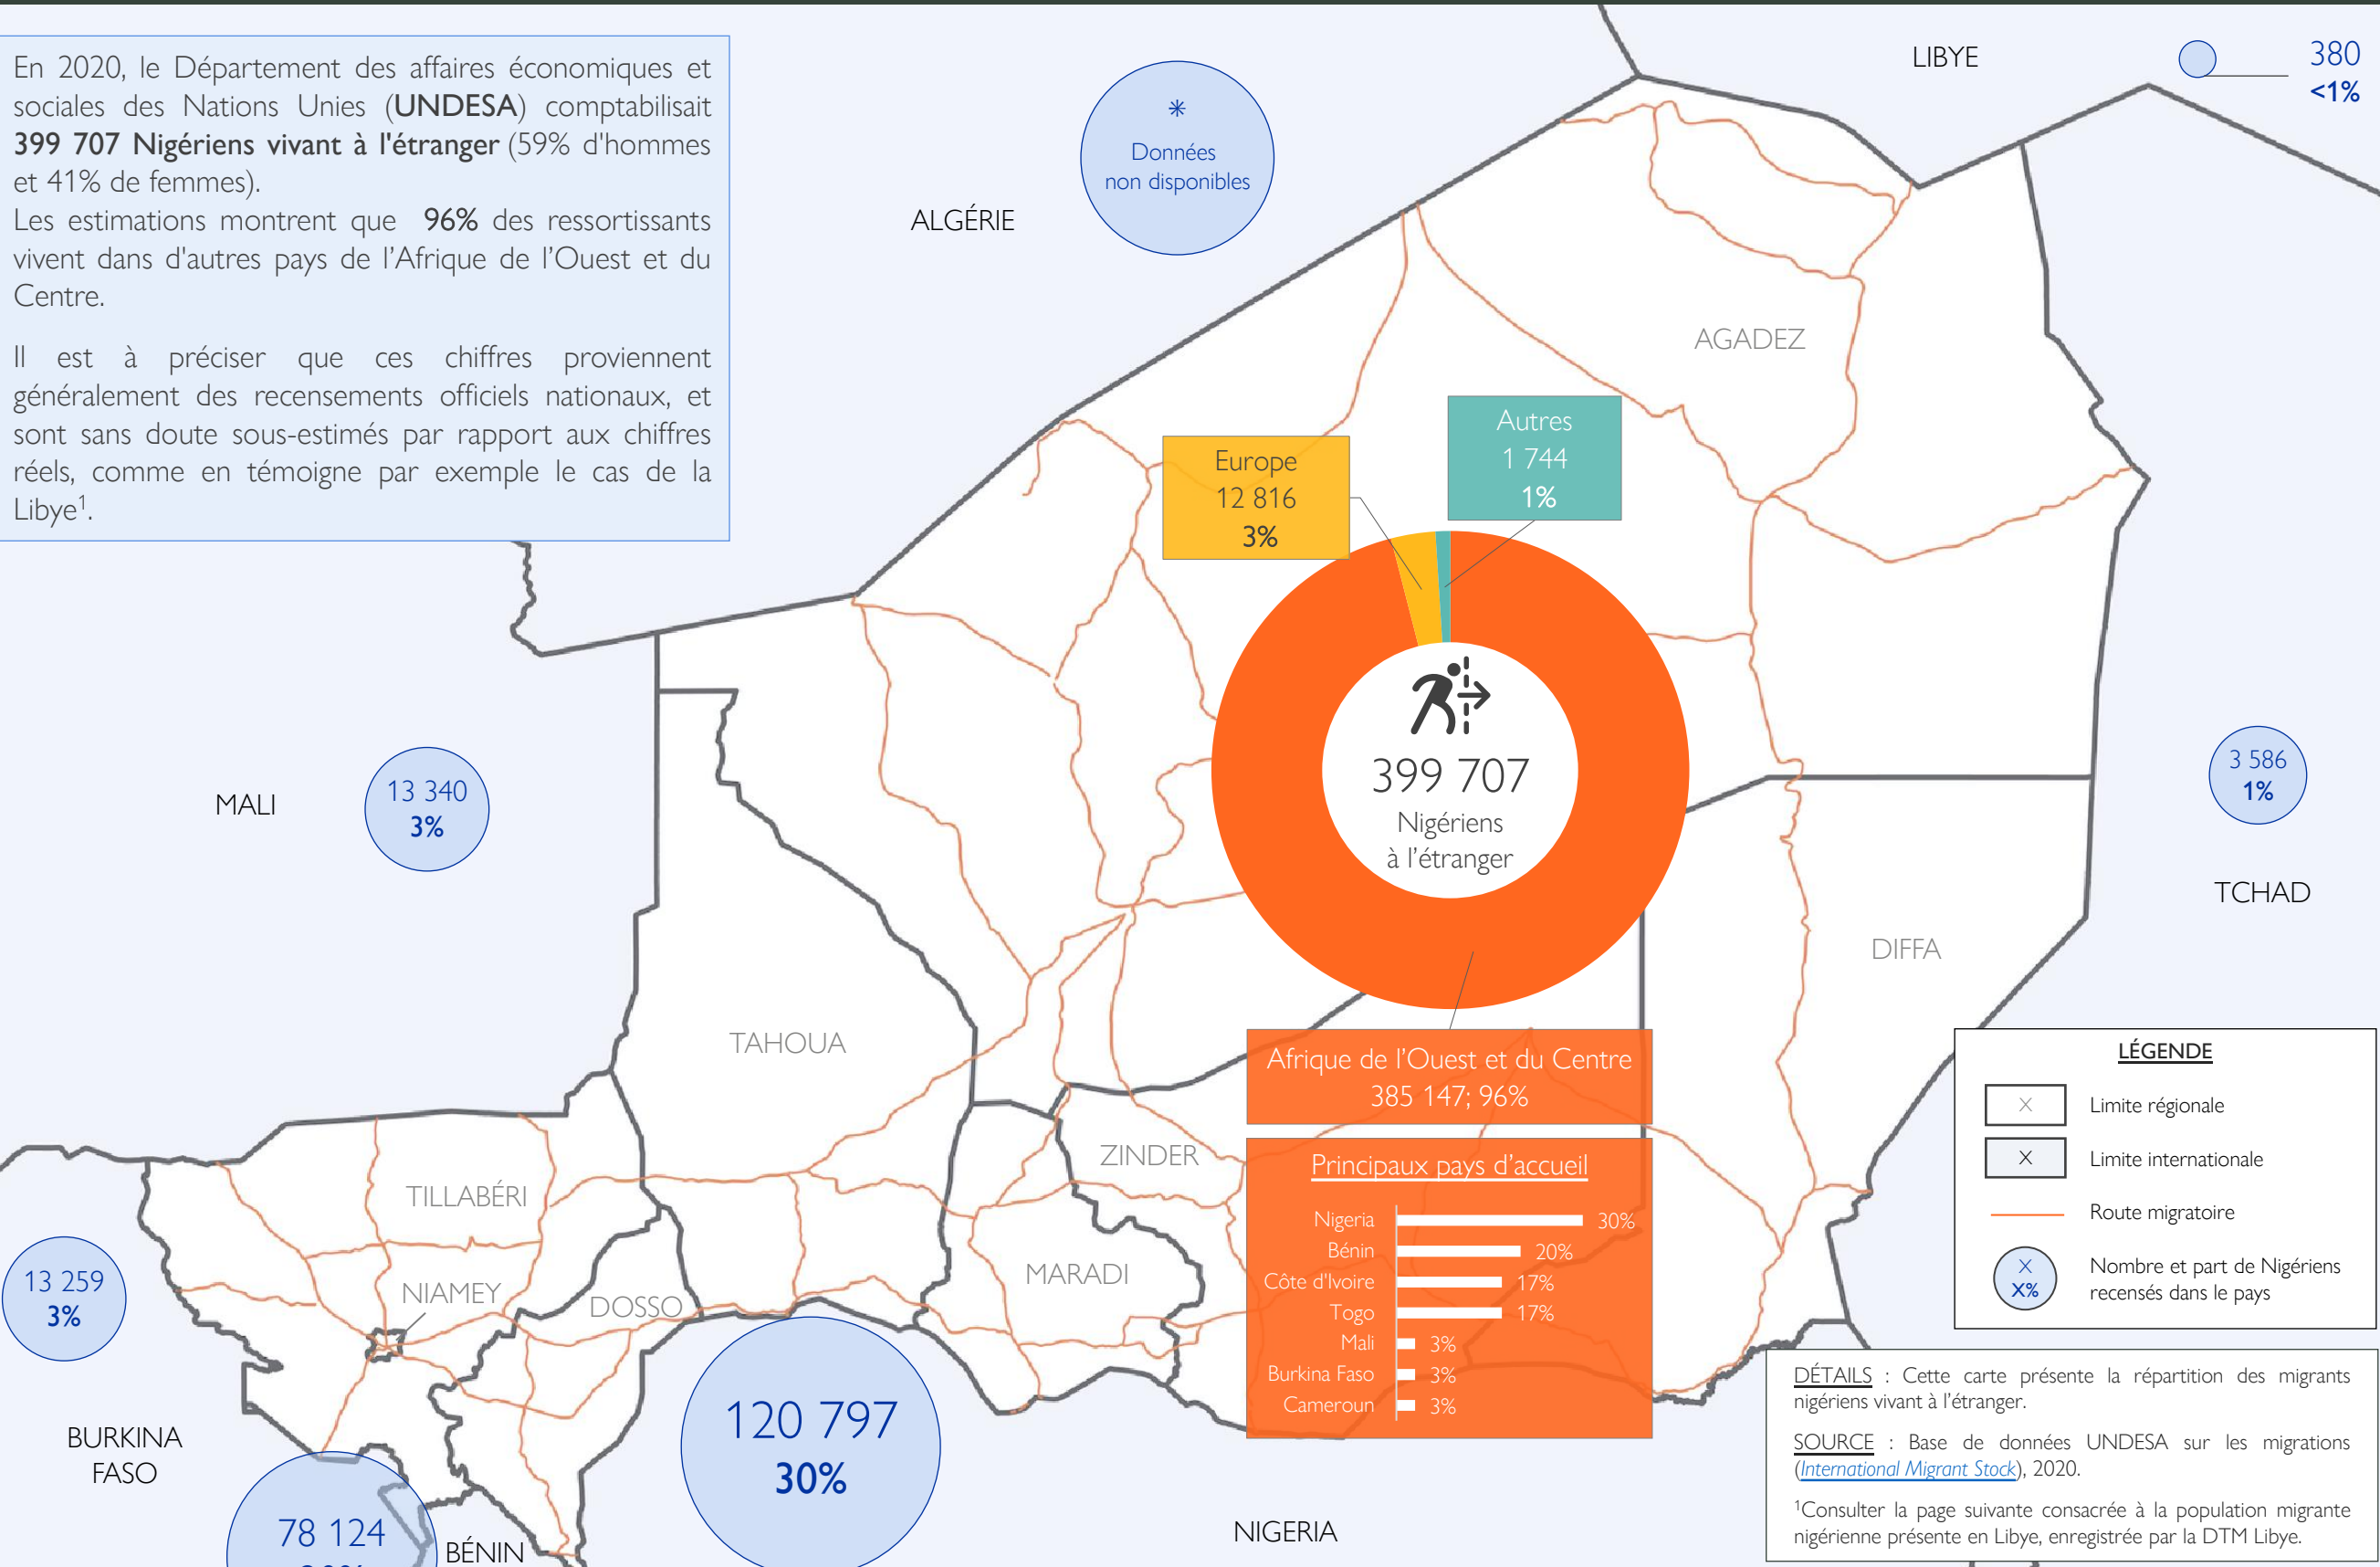 En 2020, le Département des affaires économiques et
sociales des Nations Unies (UNDESA) comptabilisait
399 707 Nigériens vivant à l'étranger (59% d'hommes
et 41% de femmes).
Les estimations montrent que 96% des ressortissants
vivent dans d'autres pays de l'Afrique de l'Ouest et du
Centre.
Il est à préciser que ces chiffres proviennent
généralement des recensements officiels nationaux, et
sont sans doute sous-estimés par rapport aux chiffres
réels, comme en témoigne par exemple le cas de la
Libye¹.
*
Données
non disponibles
ALGÉRIE
LIBYE
380
<1%
AGADEZ
Europe
12 816
3%
Autres
1 744
1%
399 707
Nigériens
à l'étranger
MALI
13 340
3%
3 586
1%
TCHAD
DIFFA
TAHOUA
Afrique de l'Ouest et du Centre
385 147; 96%
Principaux pays d'accueil
Nigeria 30%
Bénin 20%
Côte d'Ivoire 17%
Togo 17%
Mali 3%
Burkina Faso 3%
Cameroun 3%
ZINDER
TILLABÉRI
NIAMEY
DOSSO
MARADI
13 259
3%
BURKINA
FASO
78 124
BÉNIN
120 797
30%
NIGERIA
LÉGENDE
X Limite régionale
X Limite internationale
Route migratoire
X
X%
Nombre et part de Nigériens
recensés dans le pays
DÉTAILS : Cette carte présente la répartition des migrants
nigériens vivant à l'étranger.
SOURCE : Base de données UNDESA sur les migrations
(International Migrant Stock), 2020.
¹Consulter la page suivante consacrée à la population migrante
nigérienne présente en Libye, enregistrée par la DTM Libye.